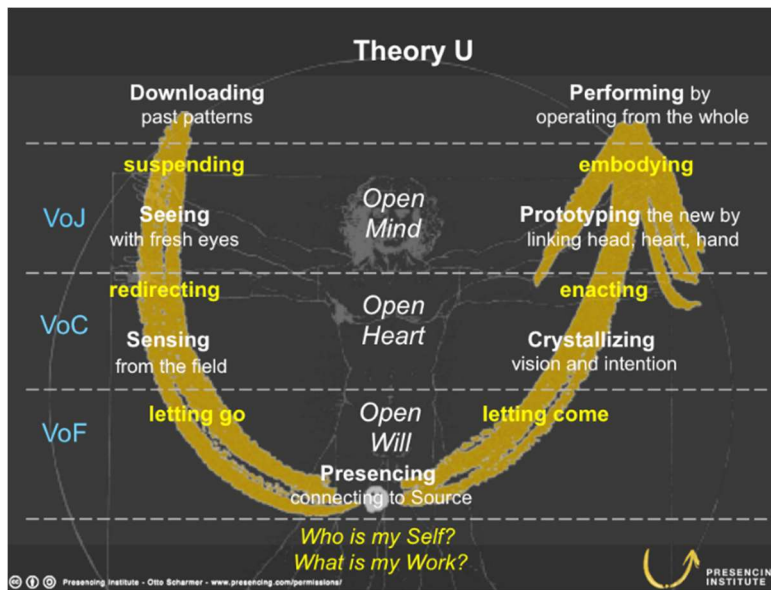 Theory U
Downloading
past patterns
Performing by
operating from the whole
suspending
embodying
VoJ
Seeing
with fresh eyes
Open
Mind
Prototyping the new by
linking head, heart, hand
redirecting
enacting
VoC
Sensing
from the field
Open
Heart
Crystallizing
vision and intention
letting go
letting come
VoF
Open
Will
Presencing
connecting to Source
Who is my Self?
What is my Work?
Presencing Institute - Otto Scharmer - www.presencing.com/permissions/
PRESENCIN
INSTITUTE